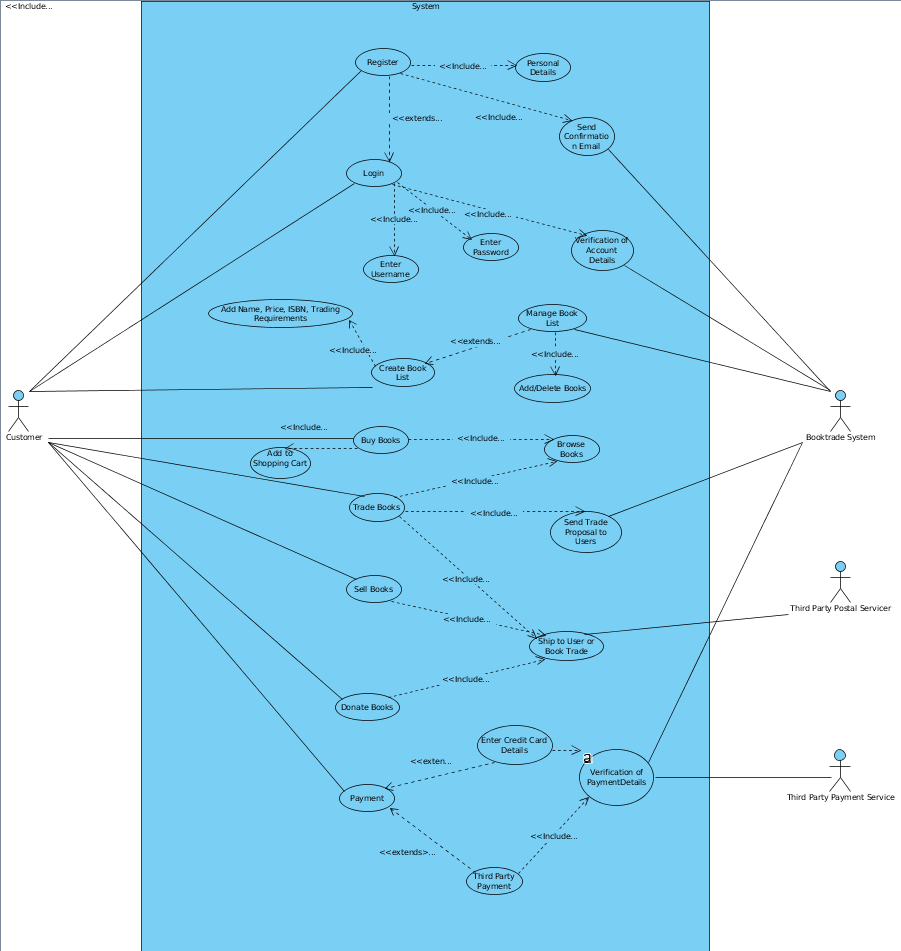 <<Include...
System
Register
<<Include...
Personal
Details
<<extends...
<<Include...
Send
Confirmatio
n Email
Login
<<Include...
<<Include...
<<Include...
Enter
Username
Enter
Password
Verification of
Account
Details
Add Name, Price, ISBN, Trading
Requirements
Manage Book
List
<<extends...
<<Include...
<<Include...
Create Book
List
Add/Delete Books
Customer
Booktrade System
<<Include...
Buy Books
<<Include...
Browse
Books
Add to
Shopping Cart
<<Include...
Trade Books
<<Include...
Send Trade
Proposal to
Users
<<Include...
Sell Books
<<Include...
Third Party Postal Servicer
Ship to User or
Book Trade
<<Include...
Donate Books
Enter Credit Card
Details
<<exten...
a
Verification of
PaymentDetails
Payment
Third Party Payment Service
<<Include...
<<extends>...
Third Party
Payment